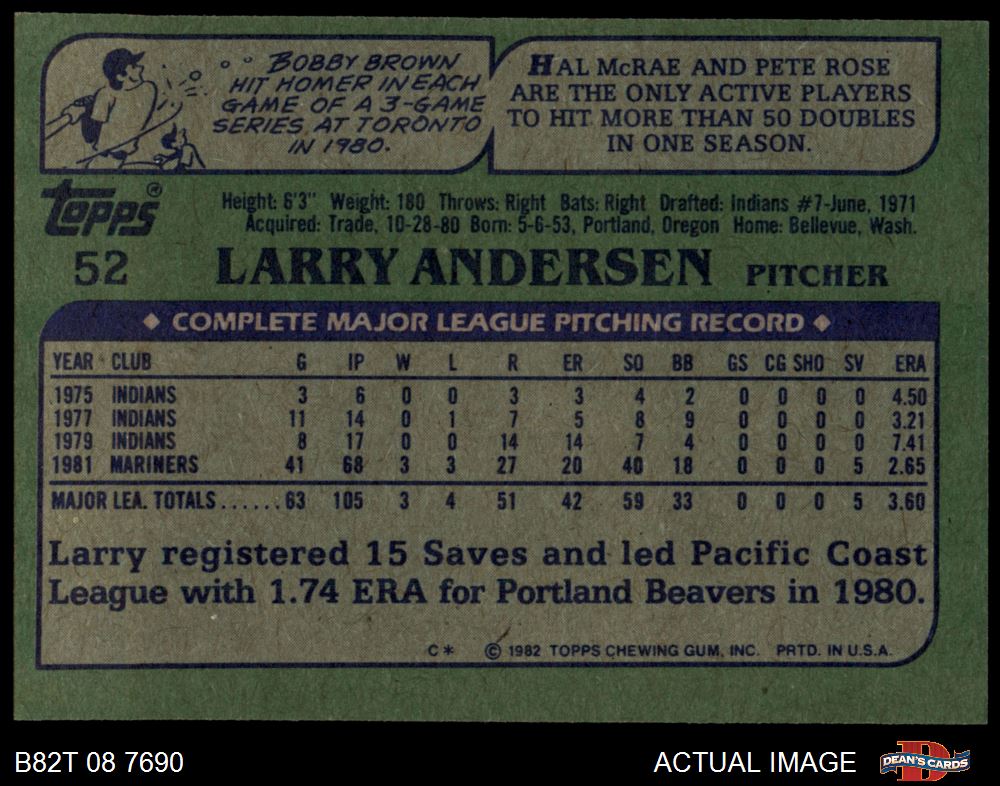 BOBBY BROWN
HIT HOMER IN EACH
GAME OF A 3-GAME
SERIES AT TORONTO
IN 1980.
HAL MCRAE AND PETE ROSE
ARE THE ONLY ACTIVE PLAYERS
TO HIT MORE THAN 50 DOUBLES
IN ONE SEASON.
topps®
Height: 6'3" Weight: 180 Throws: Right Bats: Right Drafted: Indians #7-June, 1971
Acquired: Trade, 10-28-80 Born: 5-6-53, Portland, Oregon Home: Bellevue, Wash.
52 LARRY ANDERSEN PITCHER
◆ COMPLETE MAJOR LEAGUE PITCHING RECORD ◆
YEAR CLUB G IP W L R ER SO BB GS CG SHO SV ERA
1975 INDIANS 3 6 0 0 3 3 4 2 0 0 0 0 4.50
1977 INDIANS 11 14 0 1 7 5 8 9 0 0 0 0 3.21
1979 INDIANS 8 17 0 0 14 14 7 4 0 0 0 0 7.41
1981 MARINERS 41 68 3 3 27 20 40 18 0 0 0 5 2.65
MAJOR LEA. TOTALS ...... 63 105 3 4 51 42 59 33 0 0 0 5 3.60
Larry registered 15 Saves and led Pacific Coast
League with 1.74 ERA for Portland Beavers in 1980.
C* © 1982 TOPPS CHEWING GUM, INC. PRTD. IN U.S.A.
B82T 08 7690
ACTUAL IMAGE
D
DEAN'S CARDS